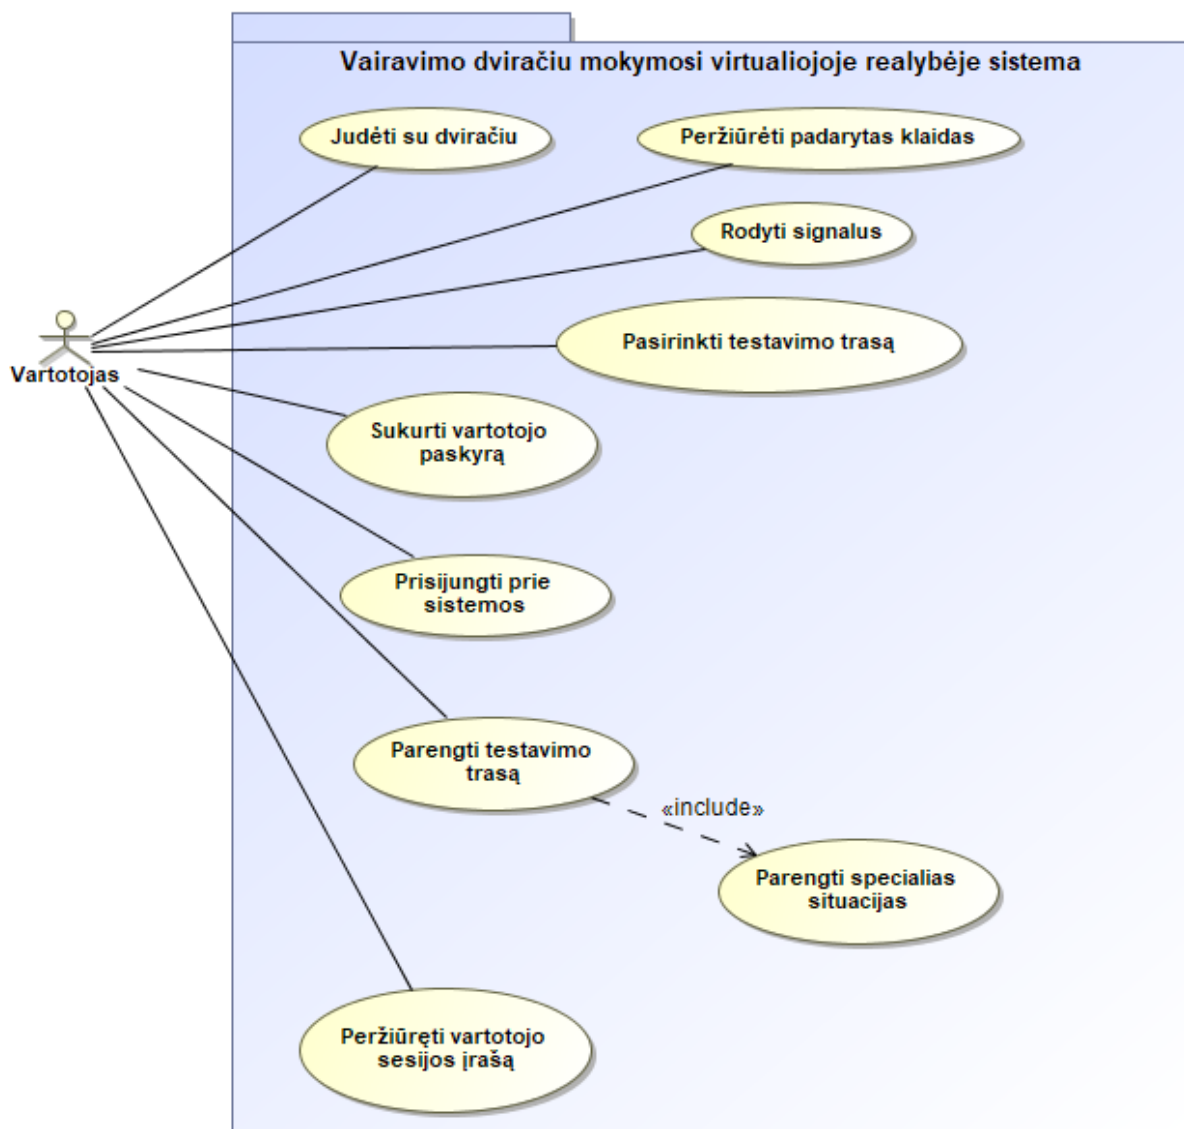 Vairavimo dviračiu mokymosi virtualiojoje realybėje sistema
Judėti su dviračiu
Peržiūrėti padarytas klaidas
Rodyti signalus
Pasirinkti testavimo trasą
Vartotojas
Sukurti vartotojo
paskyrą
Prisijungti prie
sistemos
Parengti testavimo
trasą
«include»
Parengti specialias
situacijas
Peržiūręti vartotojo
sesijos įrašą